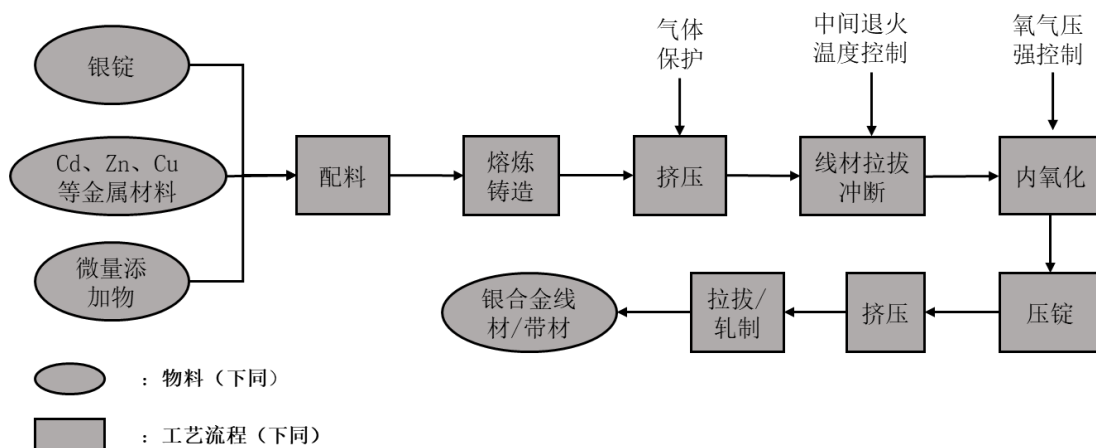 气体
保护
中间退火
温度控制
氧气压
强控制
银锭
Cd、Zn、Cu
等金属材料
微量添
加物
配料
熔炼
铸造
挤压
线材拉拔
冲断
内氧化
压锭
挤压
拉拔/
轧制
银合金线
材/带材
：物料（下同）
：工艺流程（下同）